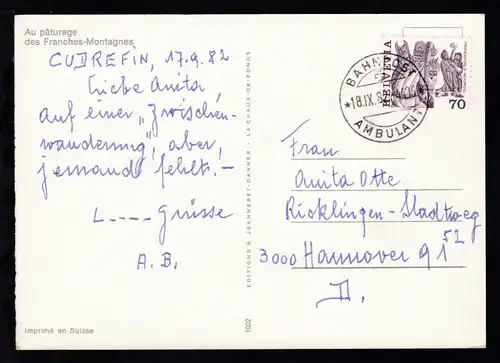 Au pâturage
des Franches-Montagnes
CUDREFIN, 17.9.82
Liebe Anita,
auf einer „Zwischen-
wanderung“, aber
jemand fehlt! -
L---- Grüsse
A. B.
Imprimé en Suisse
EDITIONS R. JEANNERET-DANNER - LA CHAUX-DE-FONDS
1002
BAHNPOST
18.IX.8
AMBULANT
HELVETIA
70
Frau
Anita Otte
Ricklingen-Stadtweg
52
3000 Hannover 91
D.